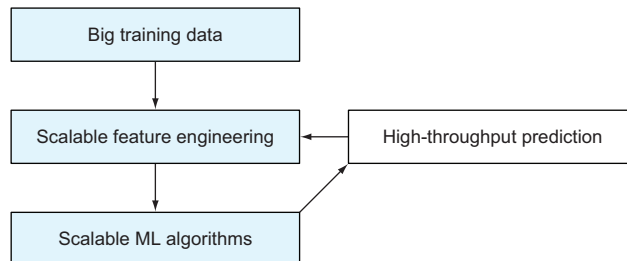 Big training data
Scalable feature engineering
High-throughput prediction
Scalable ML algorithms